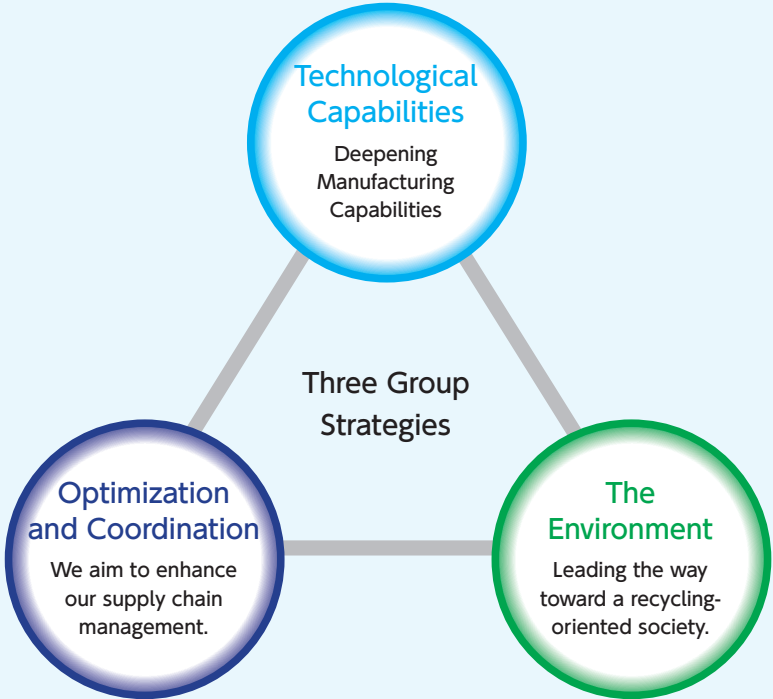 Technological
Capabilities
Deepening
Manufacturing
Capabilities
Three Group
Strategies
Optimization
and Coordination
We aim to enhance
our supply chain
management.
The
Environment
Leading the way
toward a recycling-
oriented society.